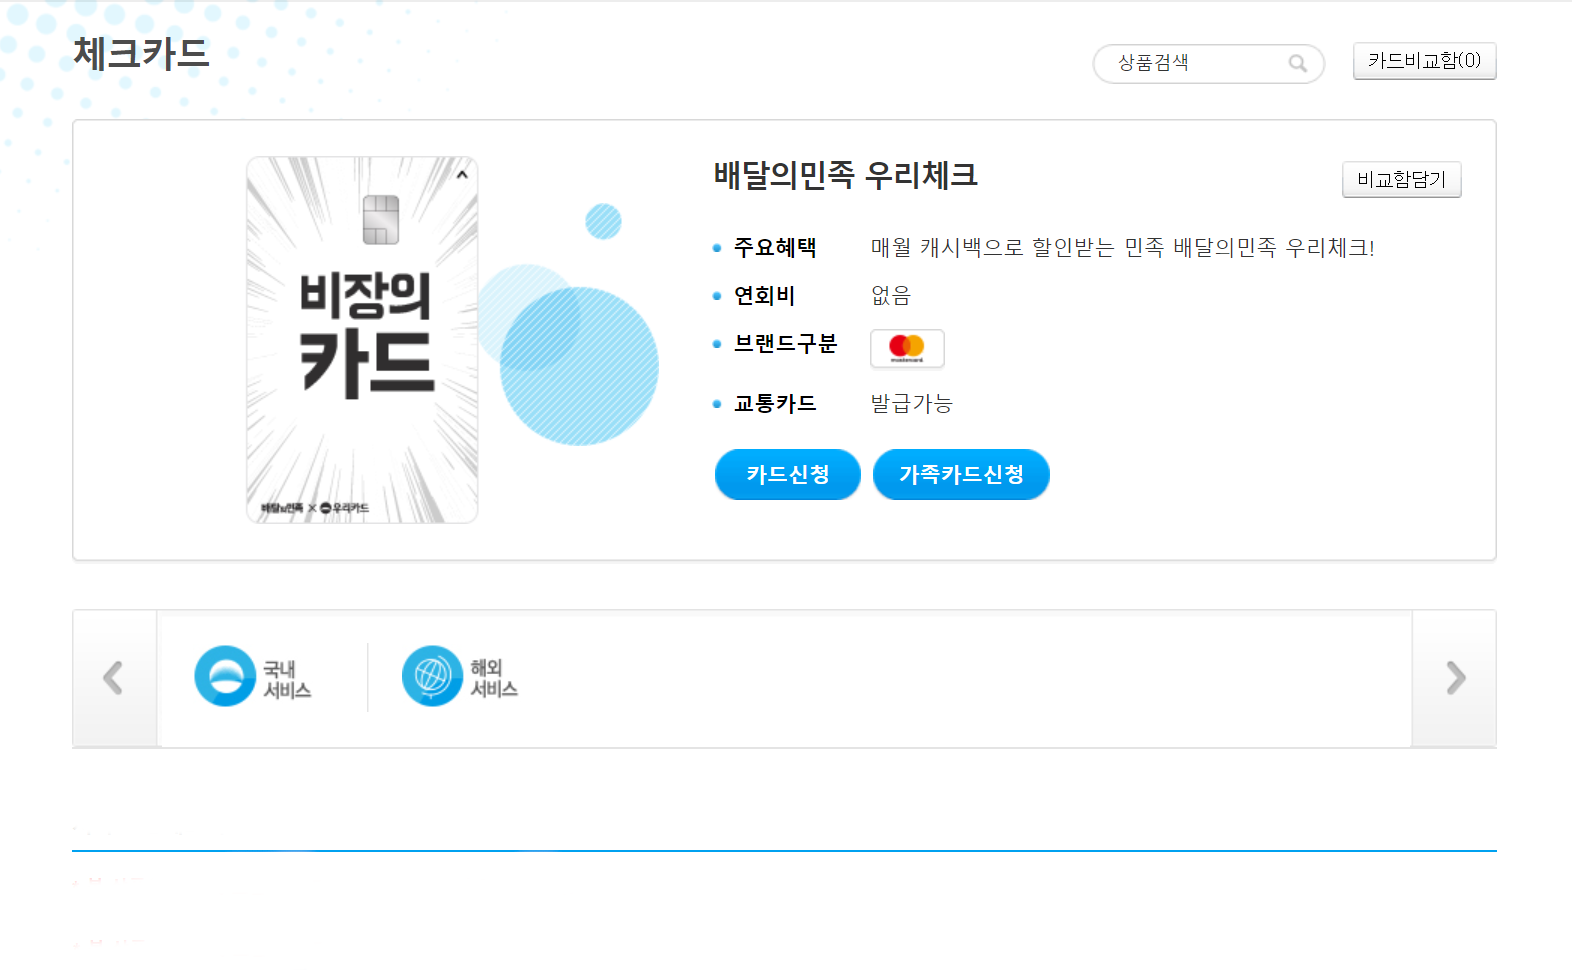 체크카드
상품검색
카드비교함(0)
비장의
카드
배달의민족 × 우리카드
배달의민족 우리체크
비교함담기
주요혜택 매월 캐시백으로 할인받는 민족 배달의민족 우리체크!
연회비 없음
브랜드구분 mastercard
교통카드 발급가능
카드신청 가족카드신청
국내
서비스
해외
서비스